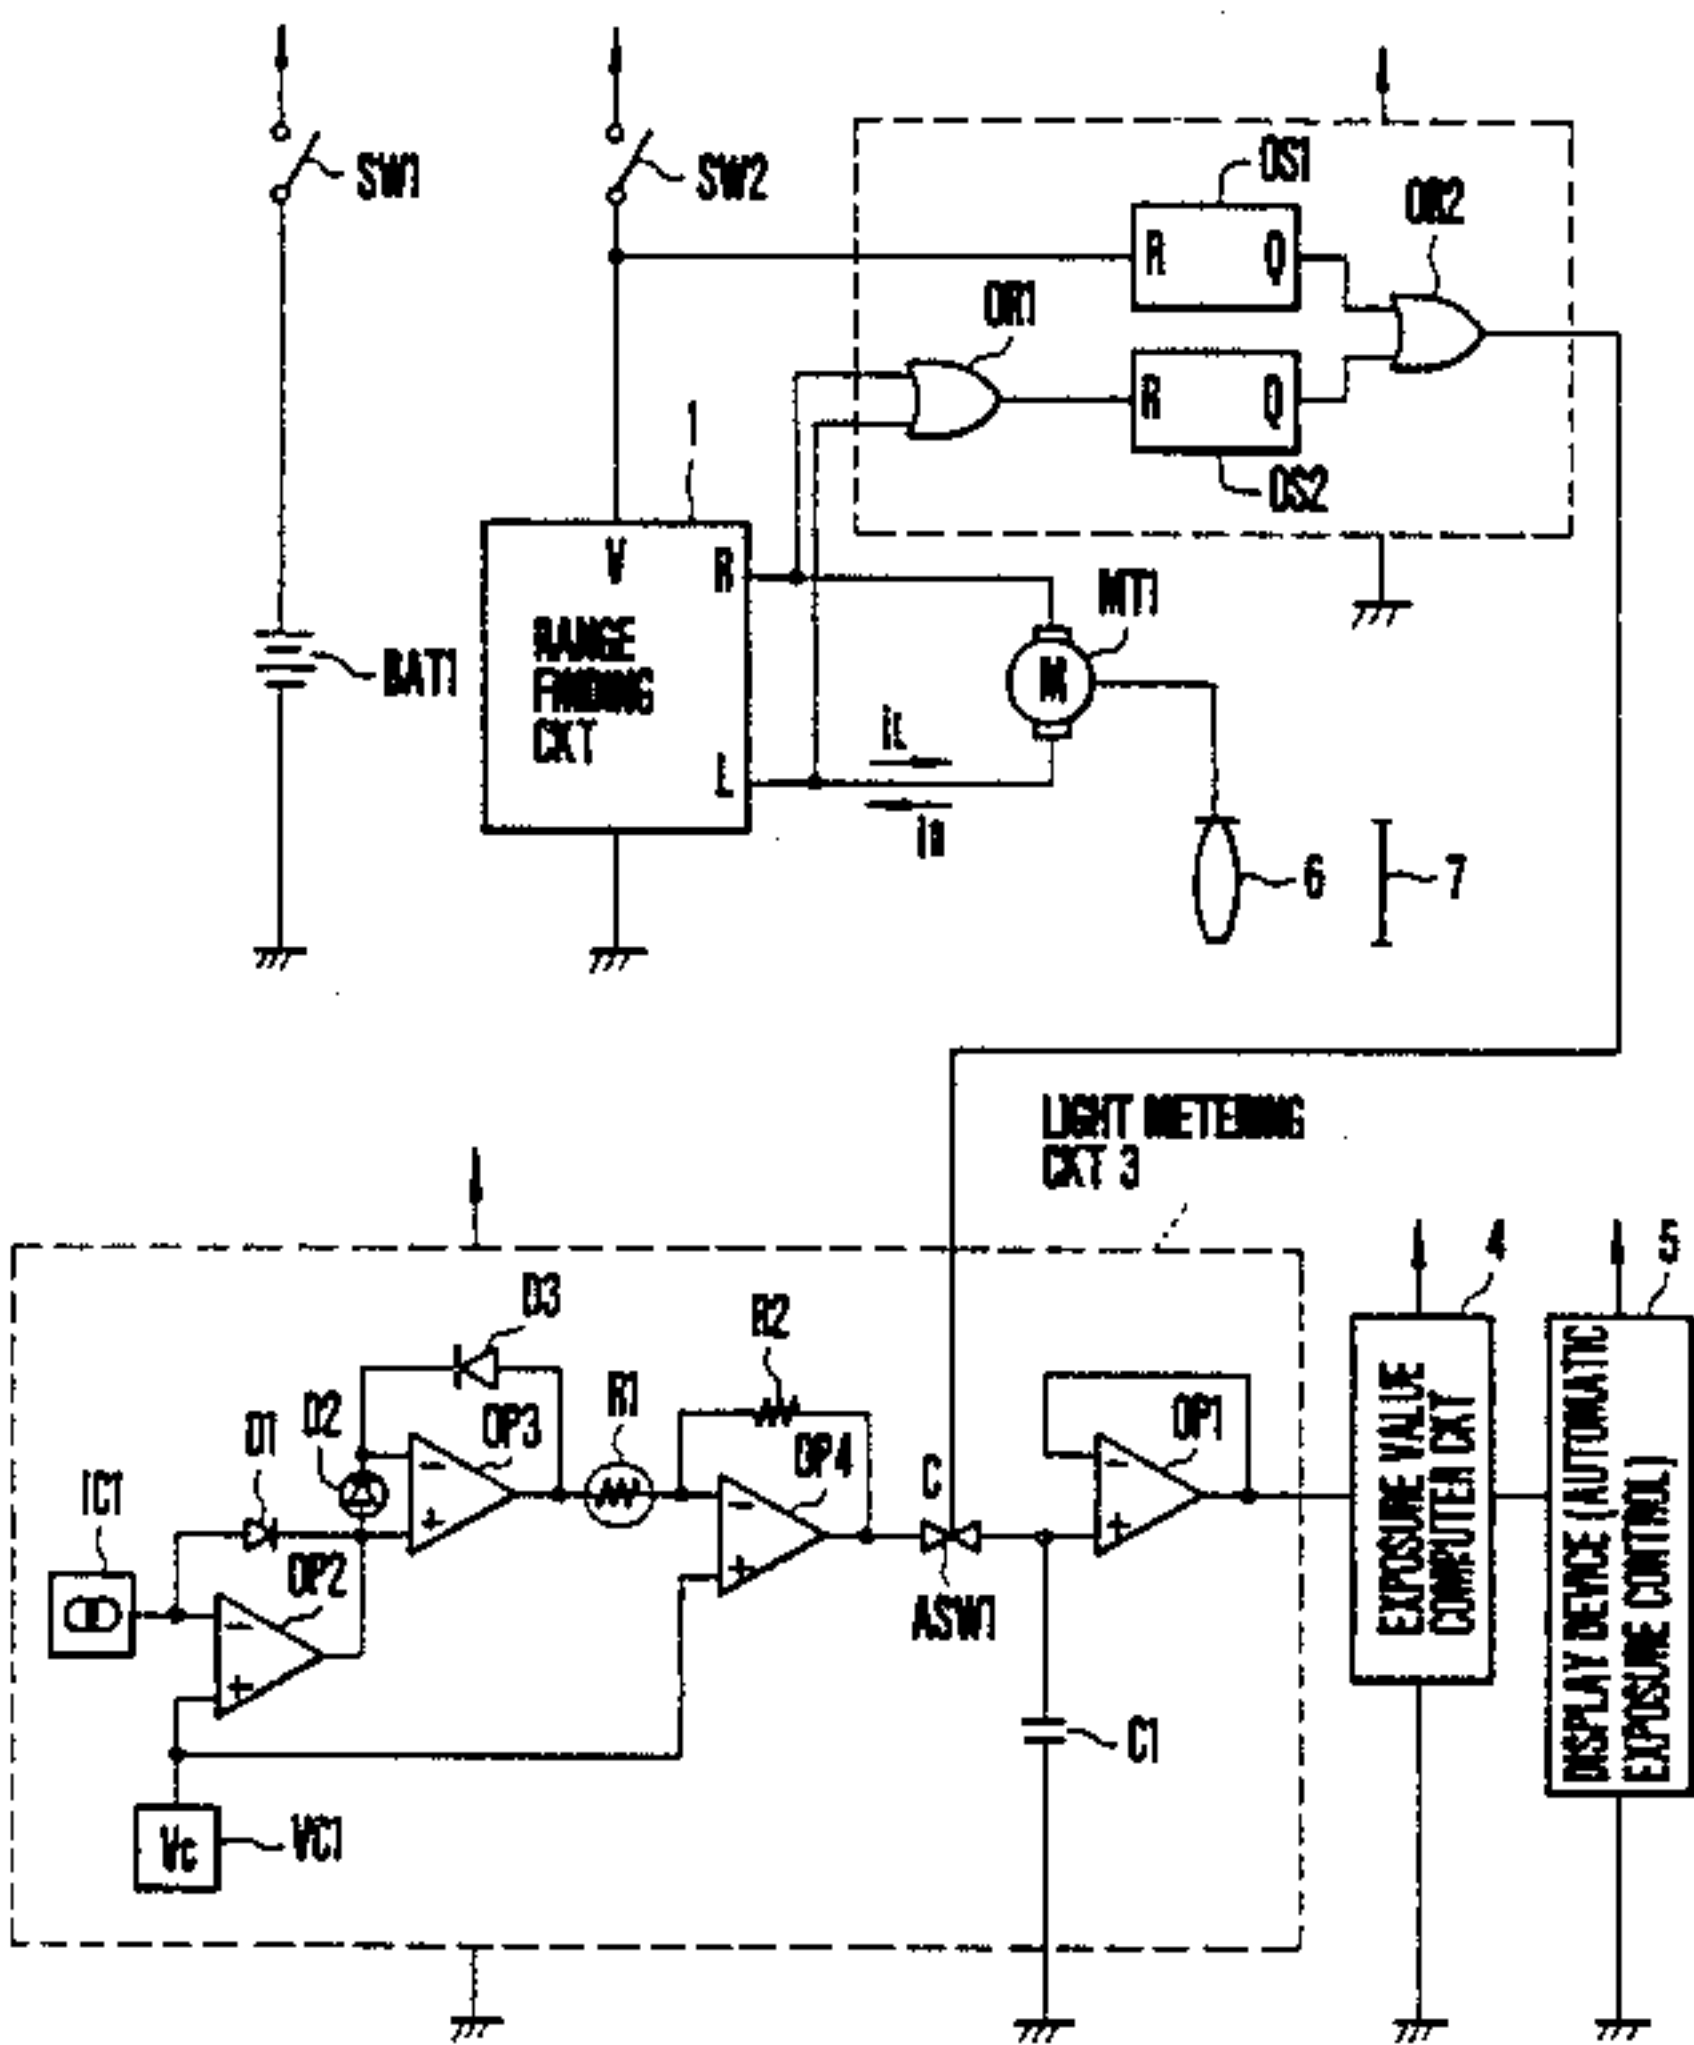 SW1
SW2
OS1
OR2
R
Q
OR1
R
Q
OS2
1
V
R
RANGE
FINDING
CKT
L
MT1
M
BAT1
iL
iR
6
7
LIGHT METERING
CKT 3
4
5
D3
R2
D2
D1
OP3
R1
OP4
OP1
C
IC1
OP2
-
+
-
+
-
+
-
+
ASW1
C1
Vc
VC1
EXPOSURE VALUE
COMPUTER CKT
DISPLAY DEVICE (AUTOMATIC
EXPOSURE CONTROL)